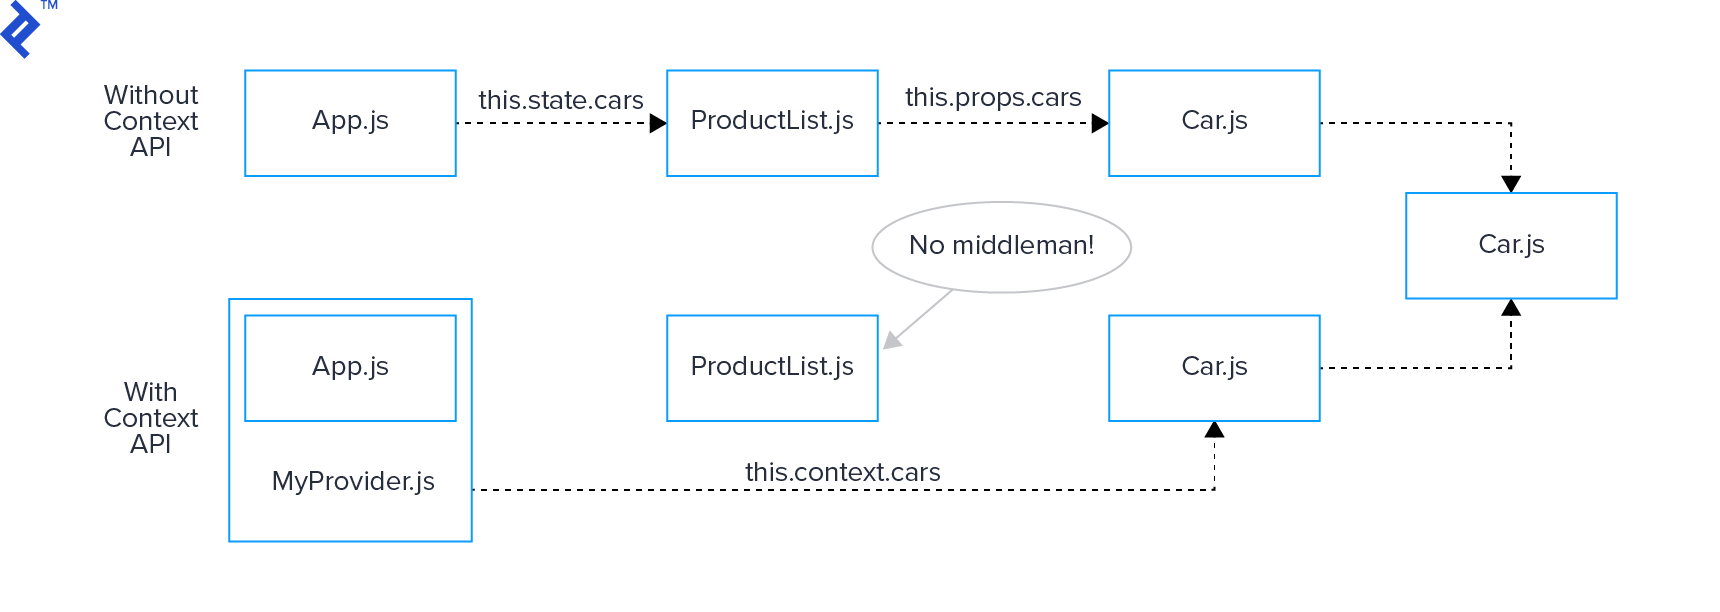 TM
Without
Context
API
App.js
this.state.cars
ProductList.js
this.props.cars
Car.js
Car.js
No middleman!
With
Context
API
App.js
MyProvider.js
ProductList.js
Car.js
this.context.cars